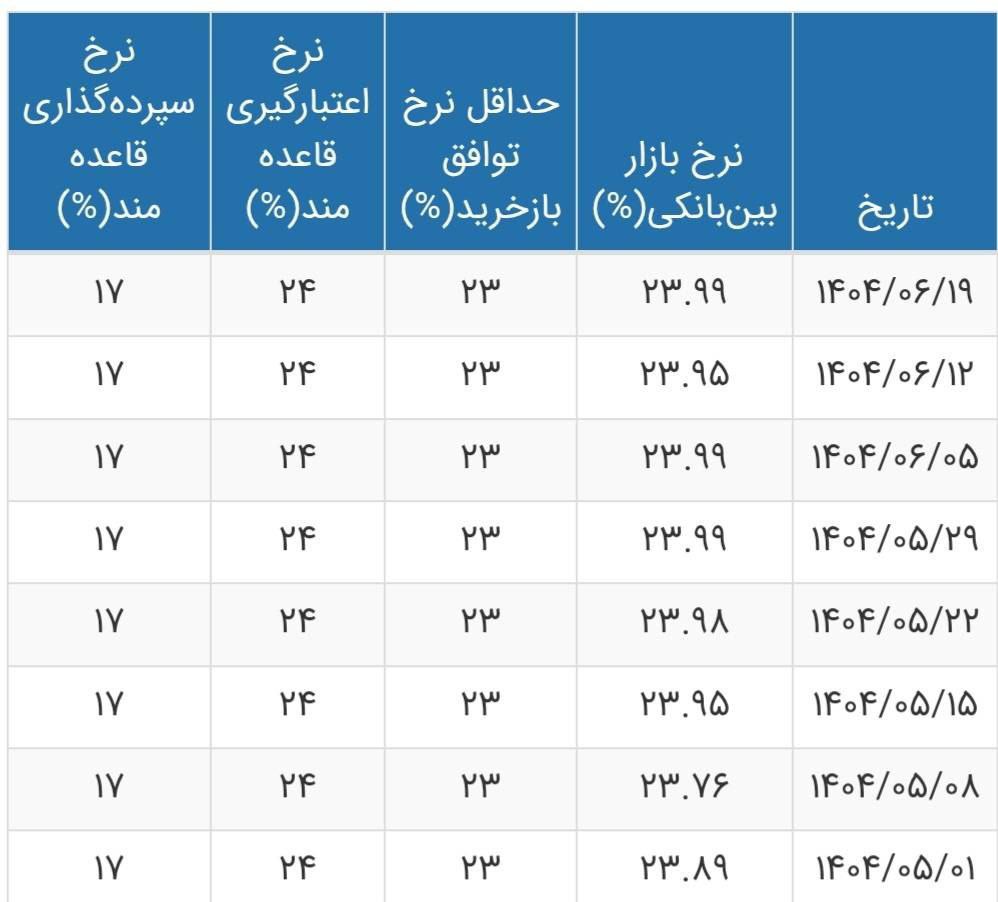 تاریخ	نرخ بازار بین‌بانکی(%)	حداقل نرخ توافق بازخرید(%)	نرخ اعتبارگیری قاعده مند(%)	نرخ سپرده‌گذاری قاعده مند(%)
۱۴۰۴/۰۶/۱۹	۲۳.۹۹	۲۳	۲۴	۱۷
۱۴۰۴/۰۶/۱۲	۲۳.۹۵	۲۳	۲۴	۱۷
۱۴۰۴/۰۶/۰۵	۲۳.۹۹	۲۳	۲۴	۱۷
۱۴۰۴/۰۵/۲۹	۲۳.۹۹	۲۳	۲۴	۱۷
۱۴۰۴/۰۵/۲۲	۲۳.۹۸	۲۳	۲۴	۱۷
۱۴۰۴/۰۵/۱۵	۲۳.۹۵	۲۳	۲۴	۱۷
۱۴۰۴/۰۵/۰۸	۲۳.۷۶	۲۳	۲۴	۱۷
۱۴۰۴/۰۵/۰۱	۲۳.۸۹	۲۳	۲۴	۱۷